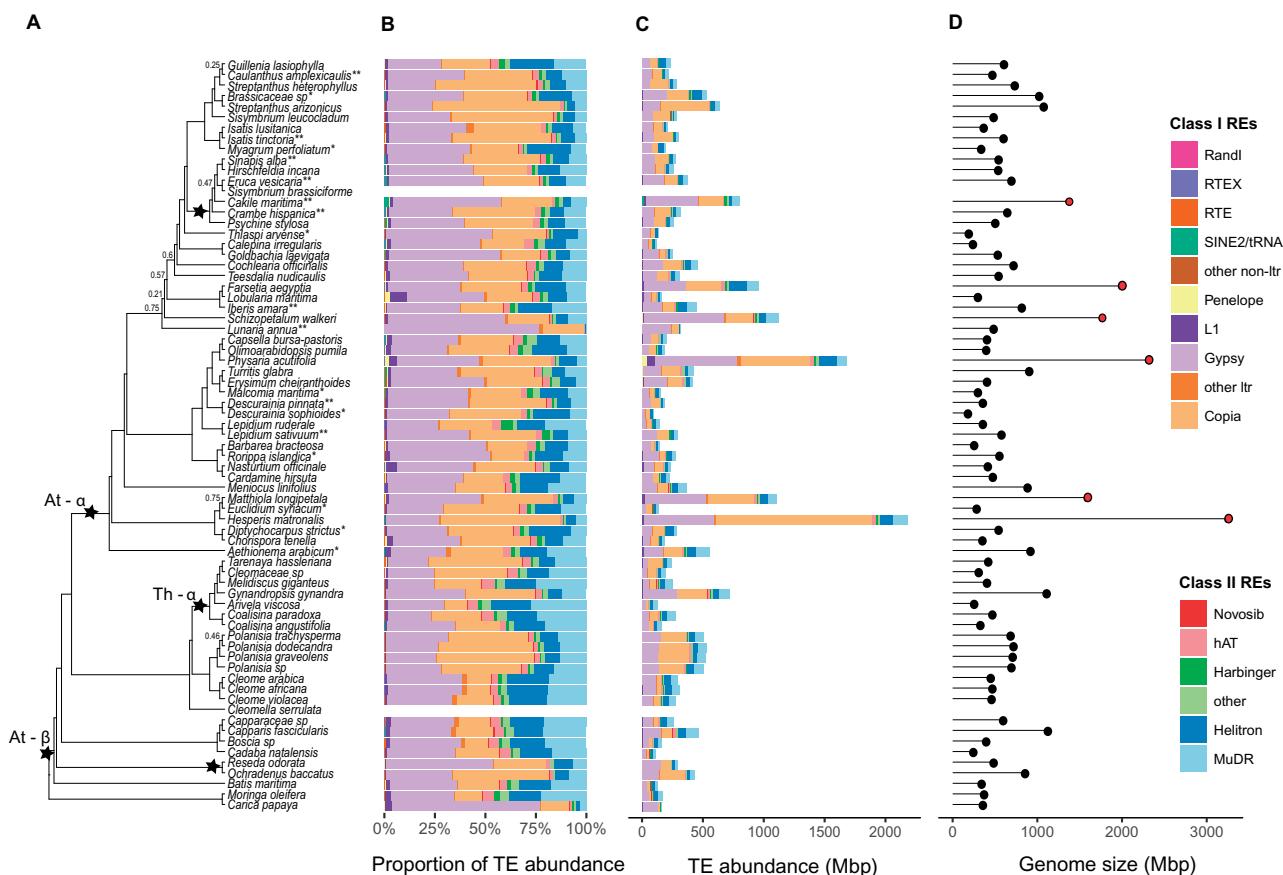 A
B
C
D
0.25
Guillenia lasiophylla
Caulanthus amplexicaulis**
Streptanthus heterophyllus
Brassicaceae sp*
Streptanthus arizonicus
Sisymbrium leucocladum
Isatis lusitanica
Isatis tinctoria**
Myagrum perfoliatum*
Sinapis alba**
Hirschfeldia incana
0.47
Eruca vesicaria**
Sisymbrium brassiciforme
Cakile maritima**
Crambe hispanica**
Psychine stylosa
Thlaspi arvense*
Calepina irregularis
Goldbachia laevigata
0.6
Cochlearia officinalis
0.57
Teesdalia nudicaulis
Farsetia aegyptia
0.21
Lobularia maritima
0.75
Iberis amara**
Schizopetalum walkeri
Lunaria annua**
Capsella bursa-pastoris
Olimoarabidopsis pumila
Physaria acutifolia
Turritis glabra
Erysimum cheiranthoides
Malcomia maritima*
Descurainia pinnata**
Descurainia sophioides*
Lepidium ruderale
Lepidium sativuum**
Barbarea bracteosa
Rorippa islandica*
Nasturtium officinale
Cardamine hirsuta
Meniocus linifolius
0.75
Matthiola longipetala
Euclidium syriacum*
At - α
Hesperis matronalis
Diptychocarpus strictus*
Chorispora tenella
Aethionema arabicum*
Tarenaya hassleriana
Cleomaceae sp
Melidiscus giganteus
Th - α
Gynandropsis gynandra
Arivela viscosa
Coalisina paradoxa
Coalisina angustifolia
0.46
Polanisia trachysperma
Polanisia dodecandra
Polanisia graveolens
Polanisia sp
Cleome arabica
Cleome africana
Cleome violacea
Cleomella serrulata
Capparaceae sp
Capparis fascicularis
At - β
Boscia sp
Cadaba natalensis
Reseda odorata
Ochradenus baccatus
Batis maritima
Moringa oleifera
Carica papaya
0%
25%
50%
75%
100%
Proportion of TE abundance
0
500
1000
1500
2000
TE abundance (Mbp)
0
1000
2000
3000
Genome size (Mbp)
Class I REs
RandI
RTEX
RTE
SINE2/tRNA
other non-ltr
Penelope
L1
Gypsy
other ltr
Copia
Class II REs
Novosib
hAT
Harbinger
other
Helitron
MuDR